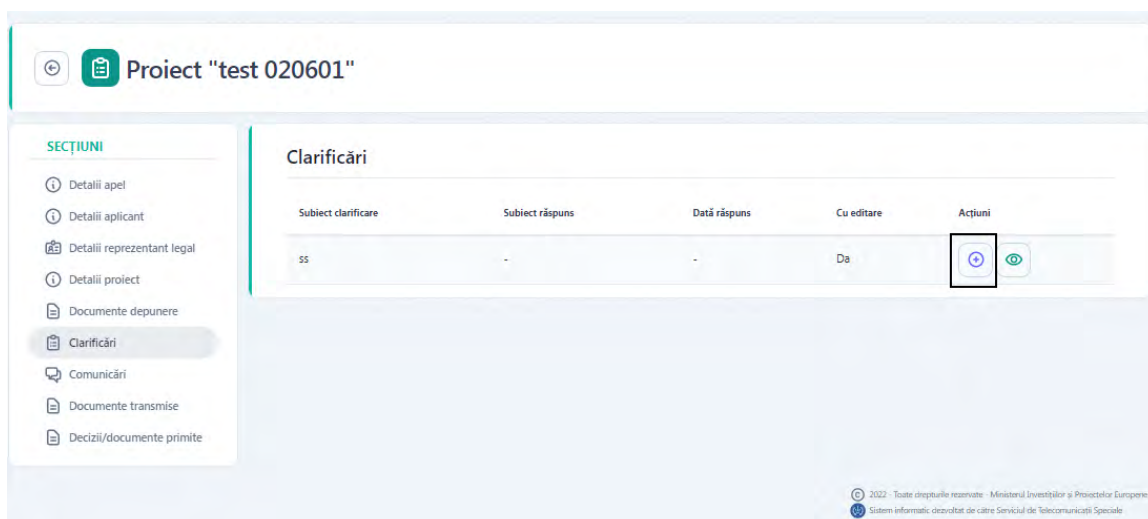 Proiect "test 020601"
SECȚIUNI
Detalii apel
Detalii aplicant
Detalii reprezentant legal
Detalii proiect
Documente depunere
Clarificări
Comunicări
Documente transmise
Decizii/documente primite
Clarificări
Subiect clarificare Subiect răspuns Dată răspuns Cu editare Acțiuni
ss - - Da
© 2022 - Toate drepturile rezervate - Ministerul Investițiilor și Proiectelor Europene
Sistem informatic dezvoltat de către Serviciul de Telecomunicații Speciale